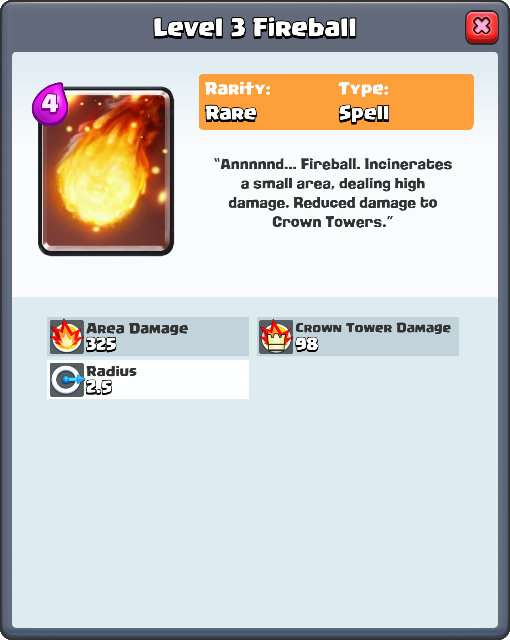 Level 3 Fireball
4
Rarity: Type:
Rare Spell
“Annnnnd... Fireball. Incinerates
a small area, dealing high
damage. Reduced damage to
Crown Towers.”
Area Damage Crown Tower Damage
325 98
Radius
2.5